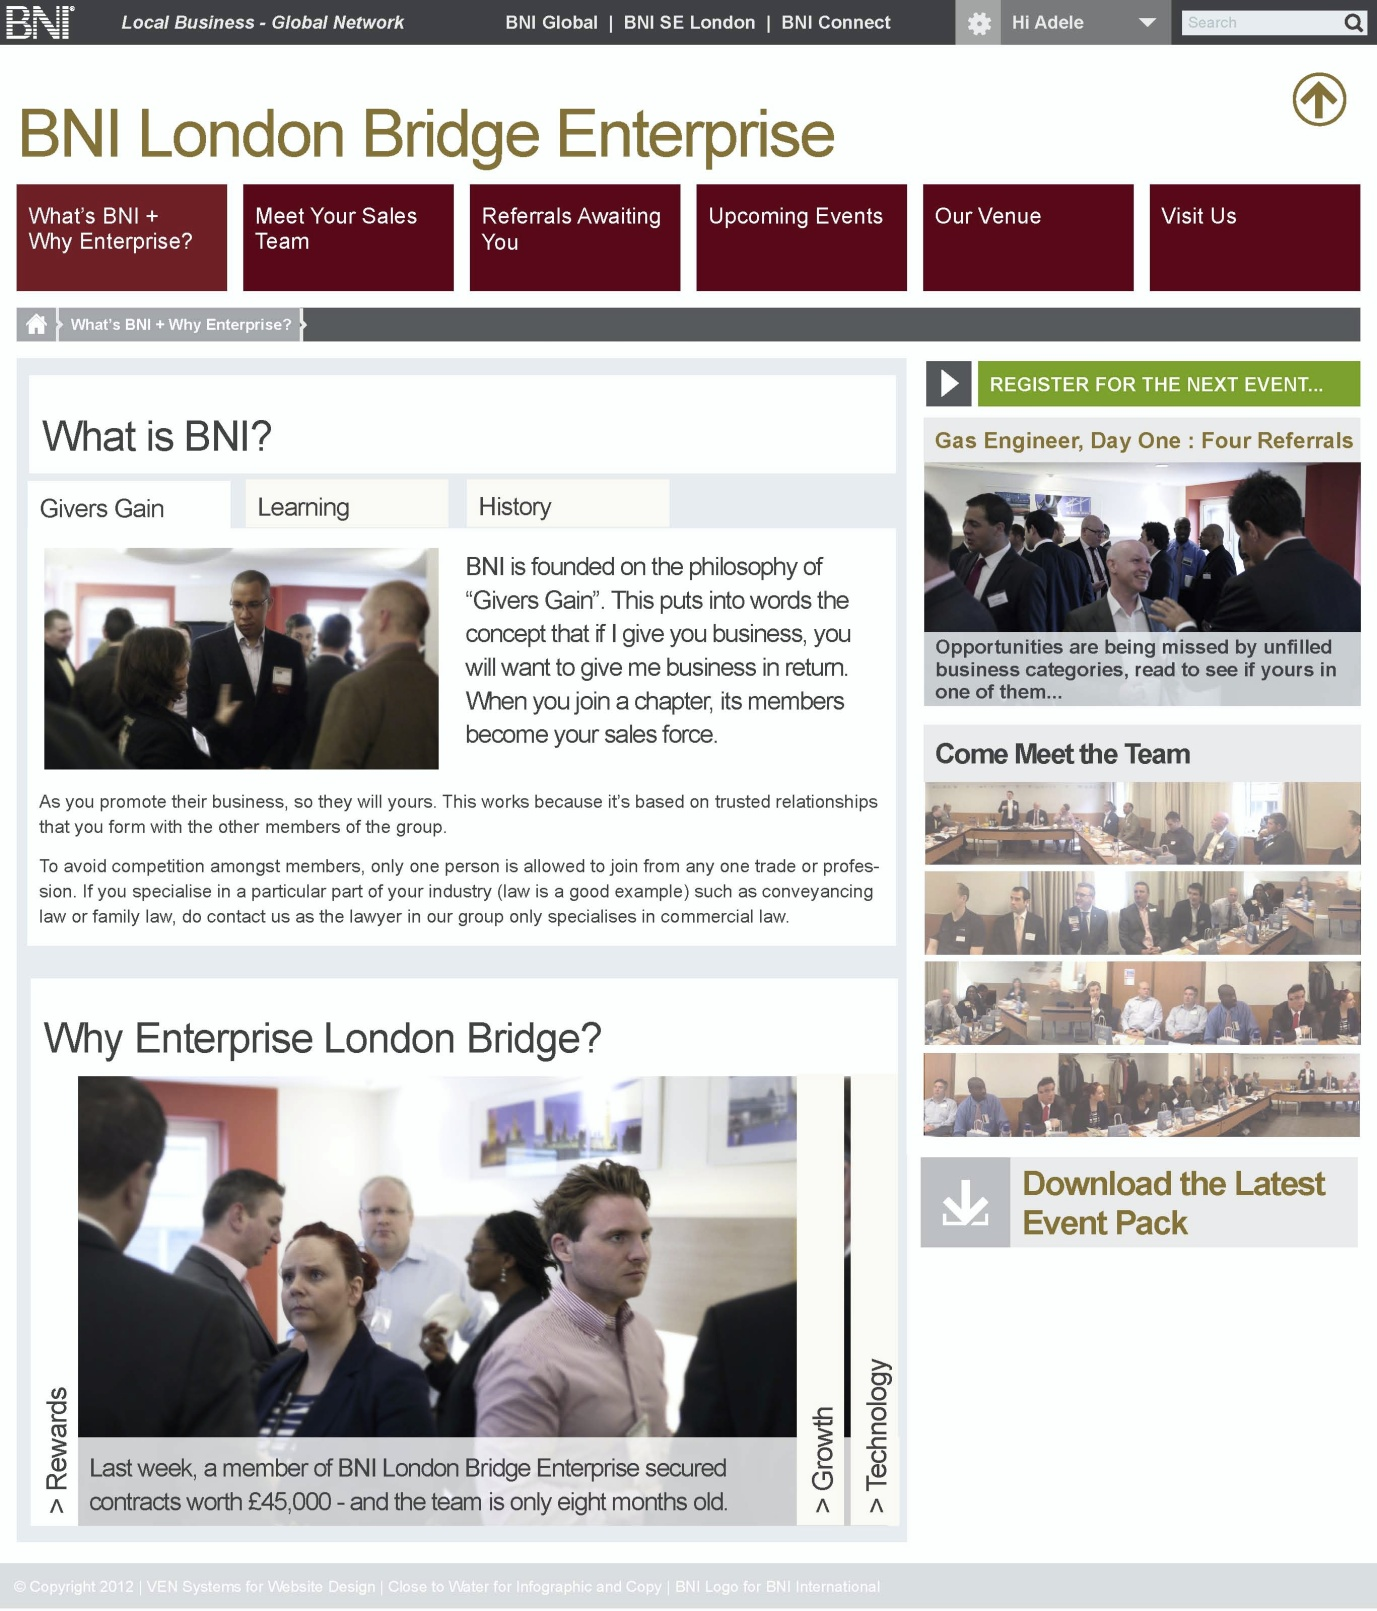 BNI®
Local Business - Global Network
BNI Global | BNI SE London | BNI Connect
Hi Adele
Search
BNI London Bridge Enterprise
What's BNI +
Why Enterprise?
Meet Your Sales
Team
Referrals Awaiting
You
Upcoming Events
Our Venue
Visit Us
What's BNI + Why Enterprise?
What is BNI?
Givers Gain
Learning
History
BNI is founded on the philosophy of
“Givers Gain”. This puts into words the
concept that if I give you business, you
will want to give me business in return.
When you join a chapter, its members
become your sales force.
As you promote their business, so they will yours. This works because it's based on trusted relationships
that you form with the other members of the group.
To avoid competition amongst members, only one person is allowed to join from any one trade or profes-
sion. If you specialise in a particular part of your industry (law is a good example) such as conveyancing
law or family law, do contact us as the lawyer in our group only specialises in commercial law.
Why Enterprise London Bridge?
> Rewards
Last week, a member of BNI London Bridge Enterprise secured
contracts worth £45,000 - and the team is only eight months old.
> Growth
> Technology
REGISTER FOR THE NEXT EVENT...
Gas Engineer, Day One : Four Referrals
Opportunities are being missed by unfilled
business categories, read to see if yours in
one of them...
Come Meet the Team
Download the Latest
Event Pack
© Copyright 2012 | VEN Systems for Website Design | Close to Water for Infographic and Copy | BNI Logo for BNI International